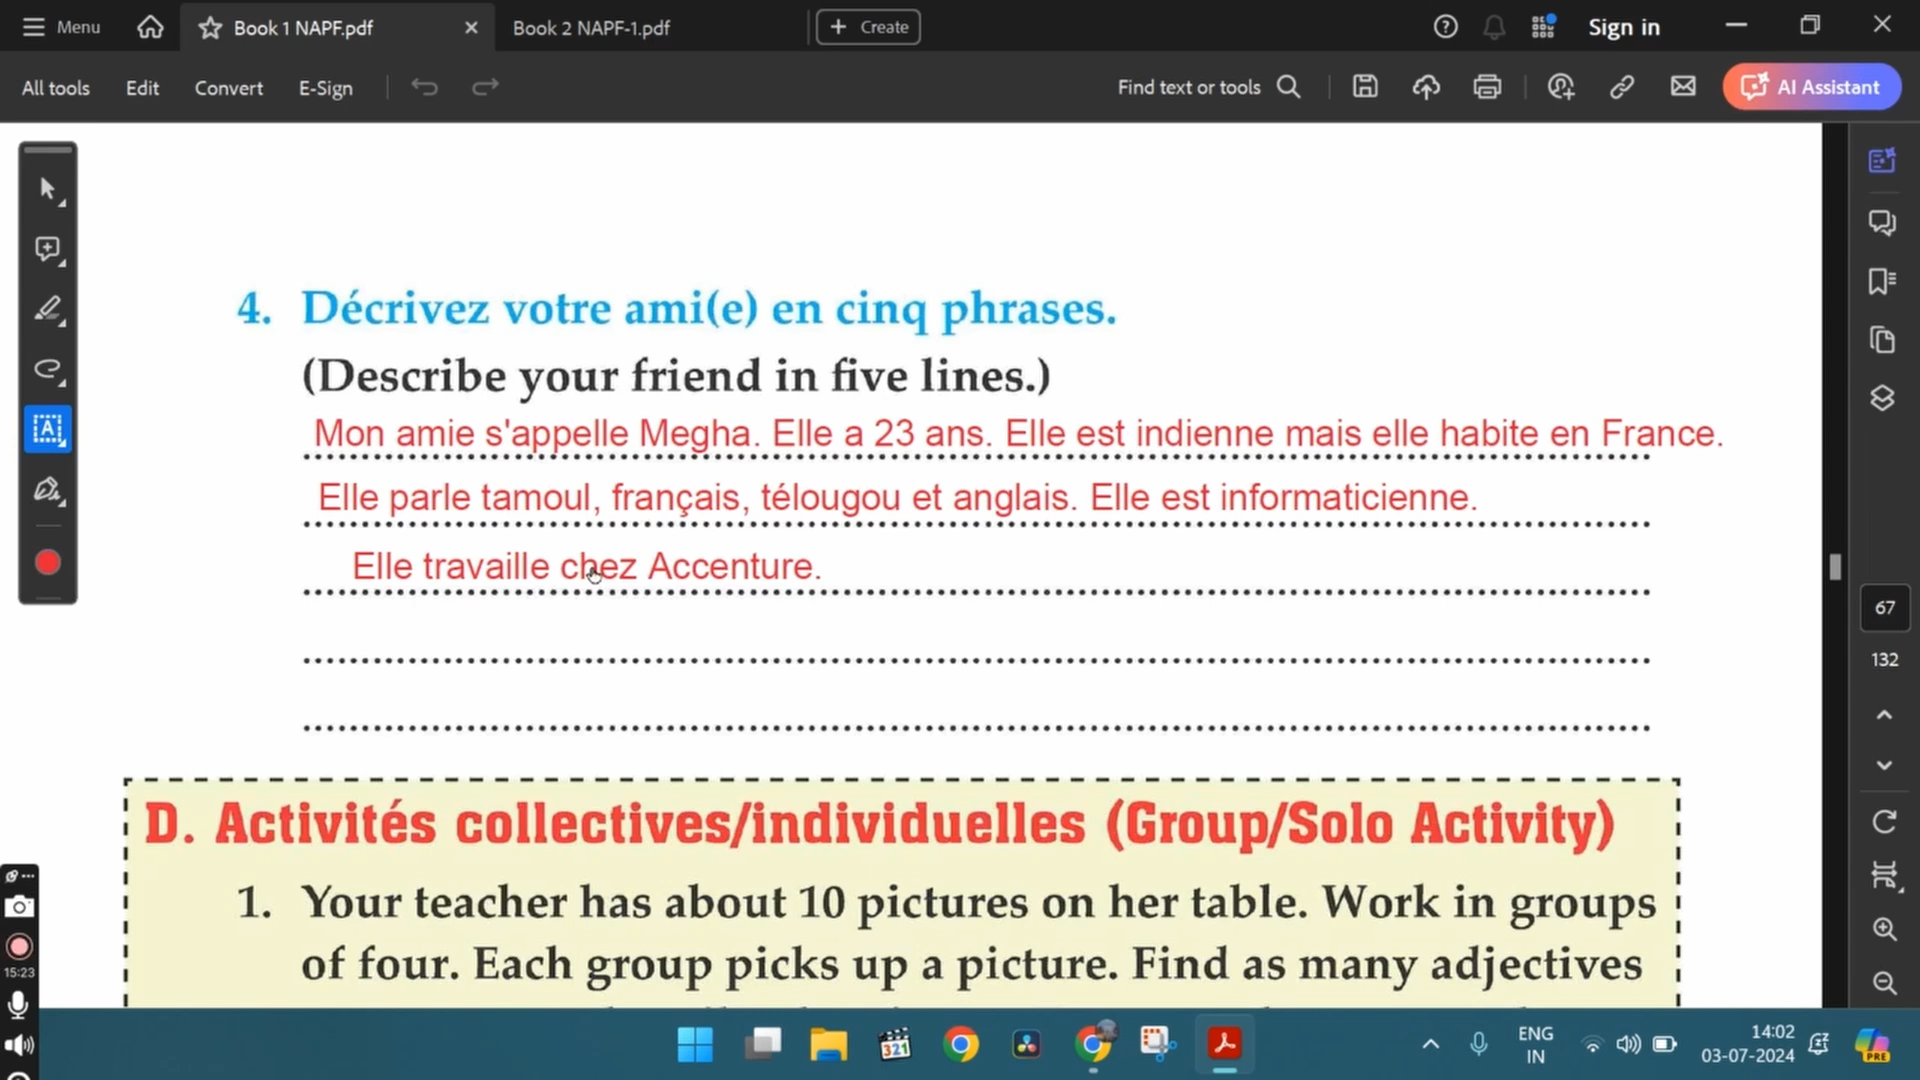 Menu
Book 1 NAPF.pdf
Book 2 NAPF-1.pdf
Create
Sign in
All tools
Edit
Convert
E-Sign
Find text or tools
AI Assistant
4. Décrivez votre ami(e) en cinq phrases.
(Describe your friend in five lines.)
Mon amie s'appelle Megha. Elle a 23 ans. Elle est indienne mais elle habite en France.
Elle parle tamoul, français, télougou et anglais. Elle est informaticienne.
Elle travaille chez Accenture.
67
132
D. Activités collectives/individuelles (Group/Solo Activity)
1. Your teacher has about 10 pictures on her table. Work in groups
of four. Each group picks up a picture. Find as many adjectives
15:23
321
ENG
IN
14:02
03-07-2024
PRE